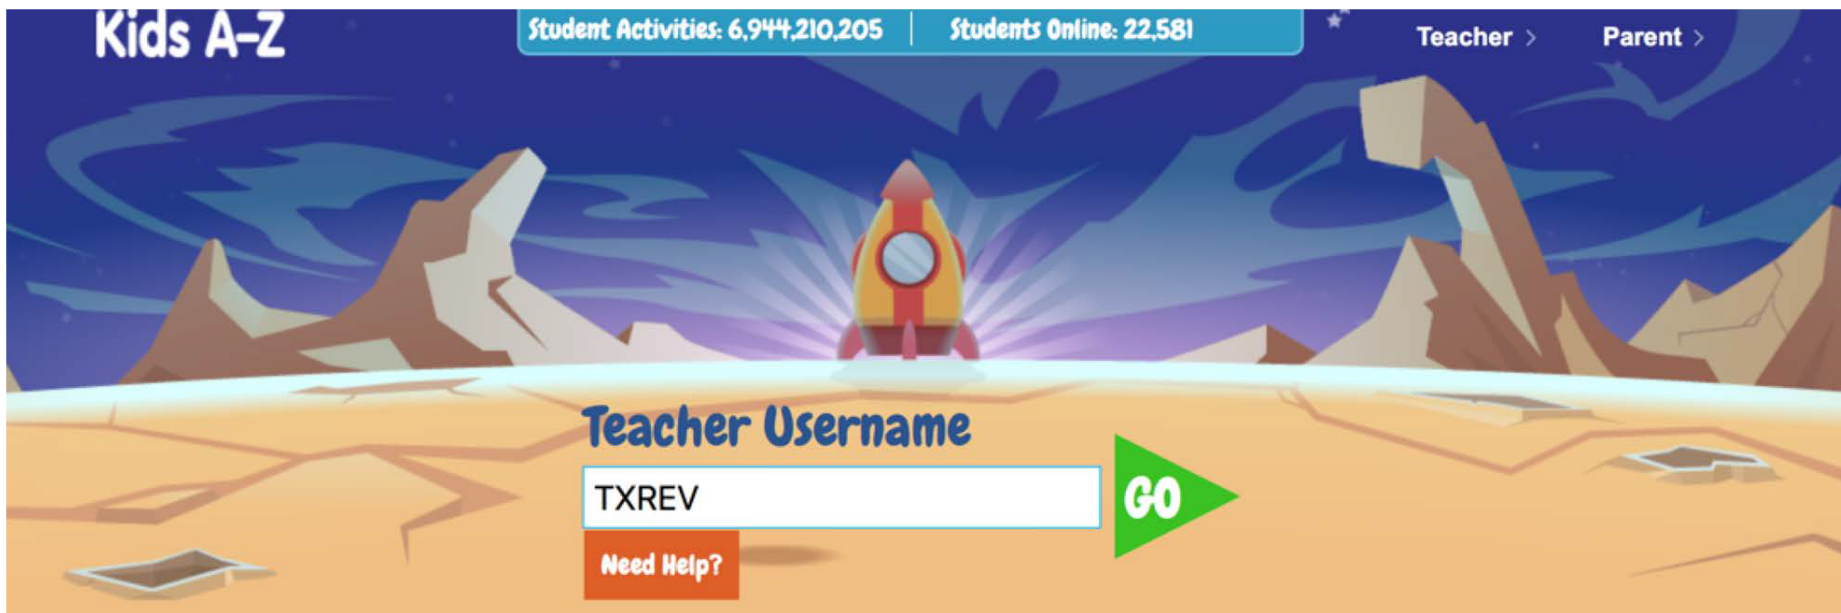 Kids A-Z
Student Activities: 6,944,210,205
Students Online: 22,581
Teacher >
Parent >
Teacher Username
TXREV
GO
Need Help?